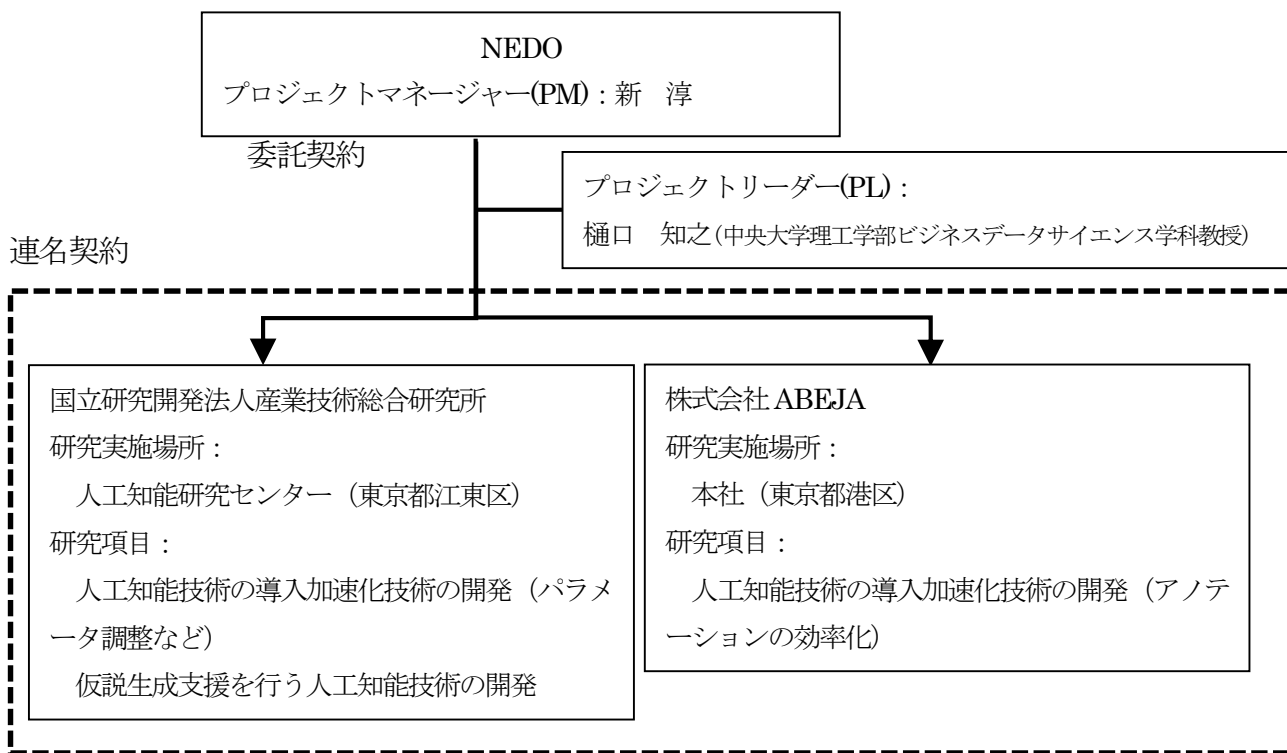 NEDO
プロジェクトマネージャー(PM)：新　淳
委託契約
プロジェクトリーダー(PL)：
樋口　知之(中央大学理工学部ビジネスデータサイエンス学科教授)
連名契約
国立研究開発法人産業技術総合研究所
研究実施場所：
人工知能研究センター（東京都江東区）
研究項目：
人工知能技術の導入加速化技術の開発（パラメ
ータ調整など）
仮説生成支援を行う人工知能技術の開発
株式会社 ABEJA
研究実施場所：
本社（東京都港区）
研究項目：
人工知能技術の導入加速化技術の開発（アノテ
ーションの効率化）